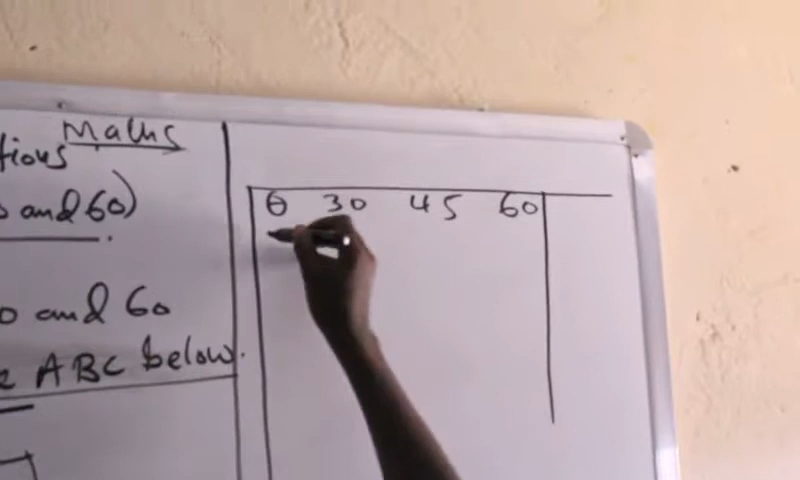 Maths
tions
and 60)
and 60
ABC below.
θ 30 45 60